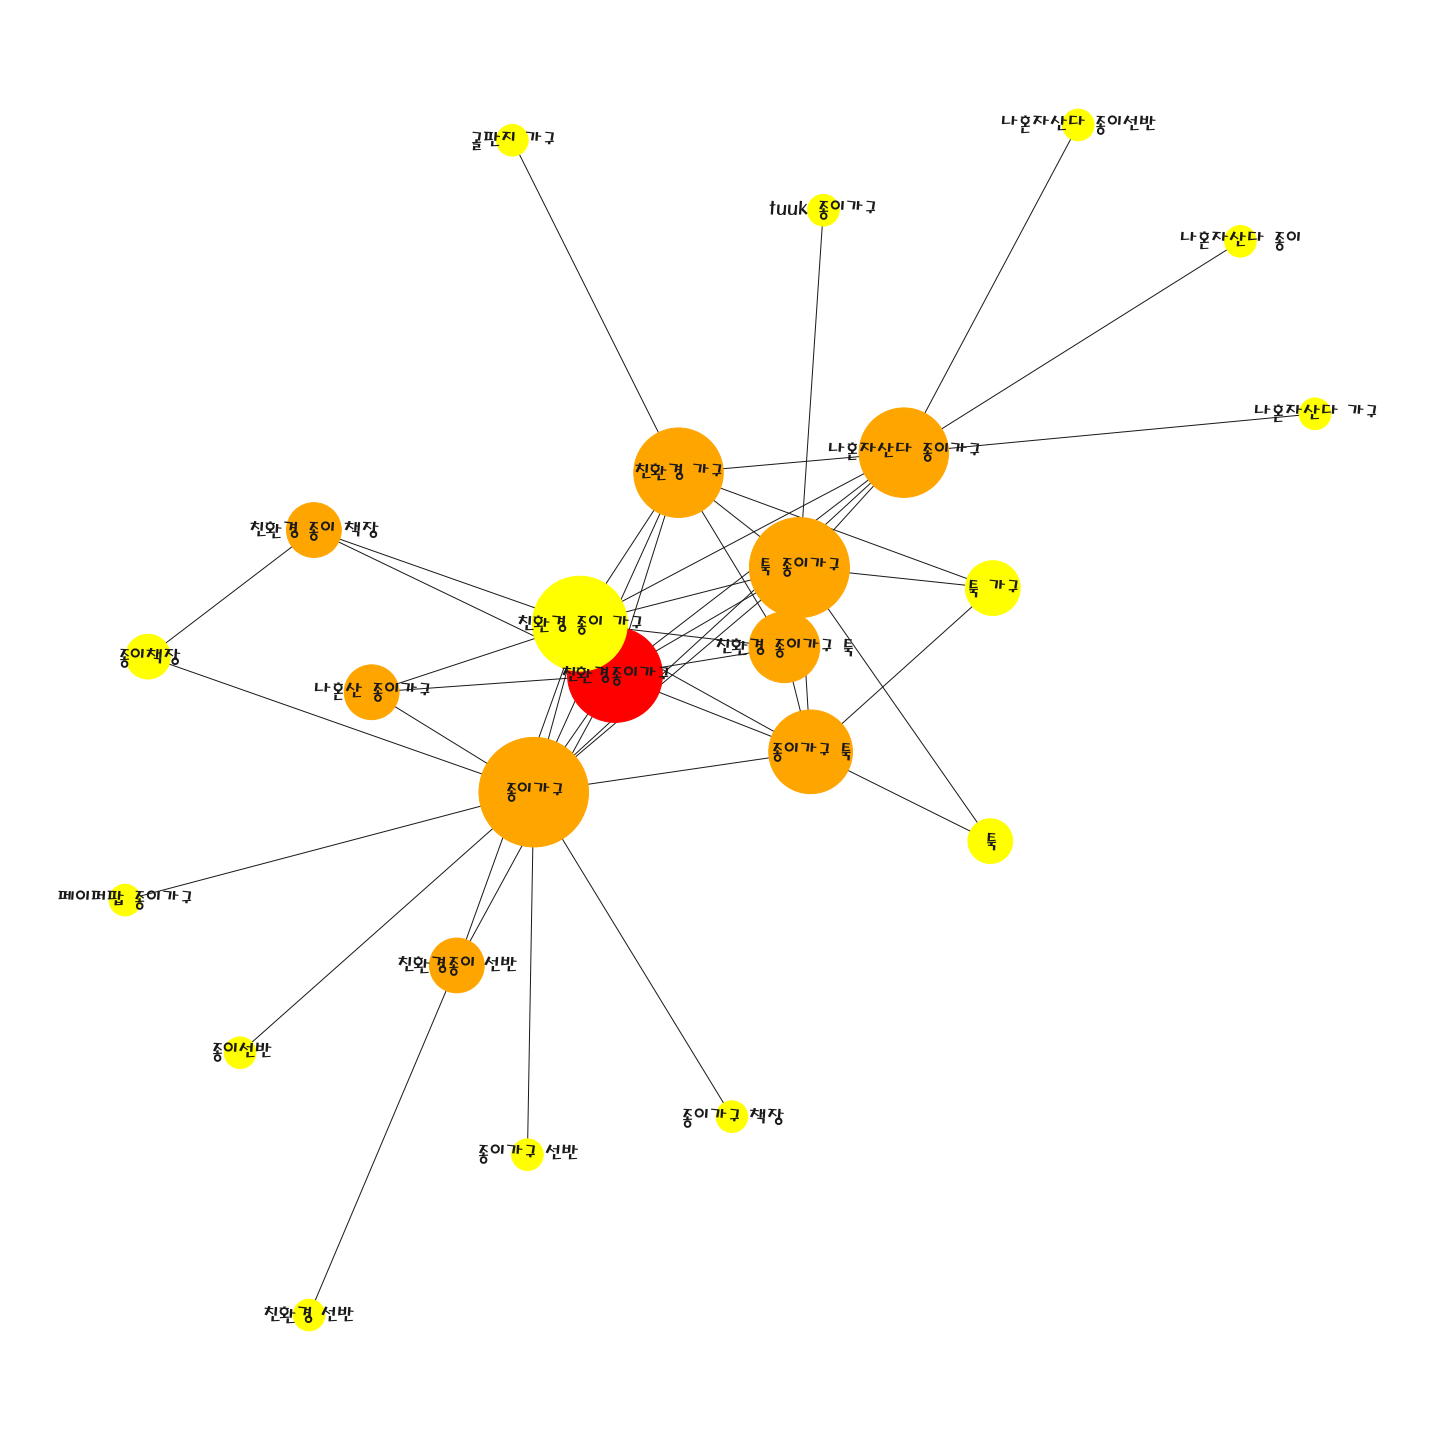 나혼자산다 종이선반
골판지 가구
tuuk 종이가구
나혼자산다 종이
나혼자산다 가구
나혼자산다 종이가구
친환경 가구
친환경 종이 책장
툭 종이가구
툭 가구
친환경 종이 가구
친환경 종이가구 툭
종이책장
친환경종이가구
나혼산 종이가구
종이가구 툭
종이가구
툭
페이퍼팝 종이가구
친환경종이 선반
종이선반
종이가구 책장
종이가구 선반
친환경 선반